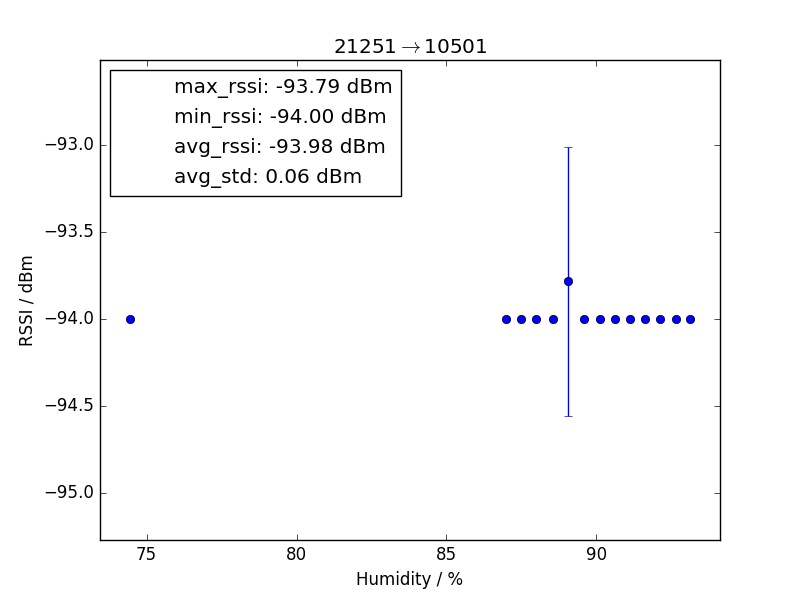 21251→10501
max_rssi: -93.79 dBm
min_rssi: -94.00 dBm
avg_rssi: -93.98 dBm
avg_std: 0.06 dBm
−93.0
−93.5
−94.0
−94.5
−95.0
RSSI / dBm
75 80 85 90
Humidity / %